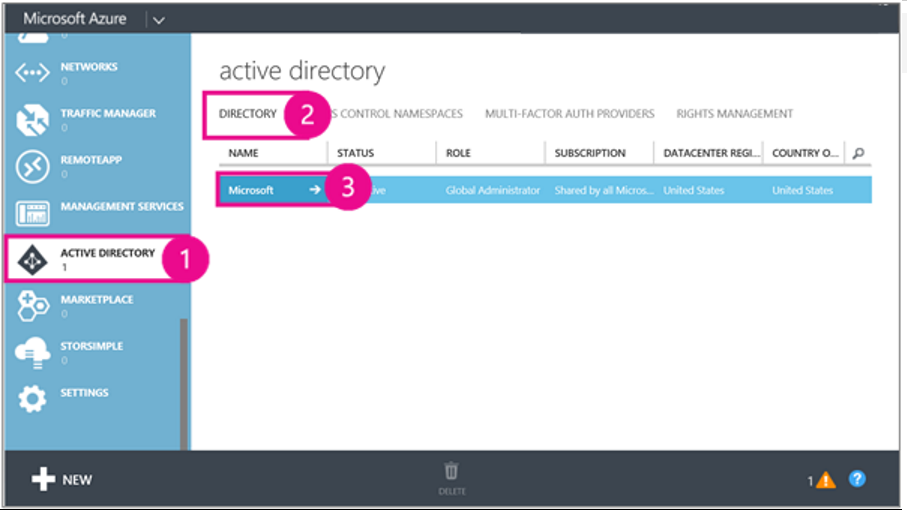 Microsoft Azure
0
NETWORKS
0
TRAFFIC MANAGER
0
REMOTEAPP
0
MANAGEMENT SERVICES
ACTIVE DIRECTORY
1
1
MARKETPLACE
0
STORSIMPLE
0
SETTINGS
active directory
DIRECTORY 2 S CONTROL NAMESPACES MULTI-FACTOR AUTH PROVIDERS RIGHTS MANAGEMENT
NAME STATUS ROLE SUBSCRIPTION DATACENTER REGI... COUNTRY O...
Microsoft 3 ive Global Administrator Shared by all Micros... United States United States
NEW
DELETE
1
?